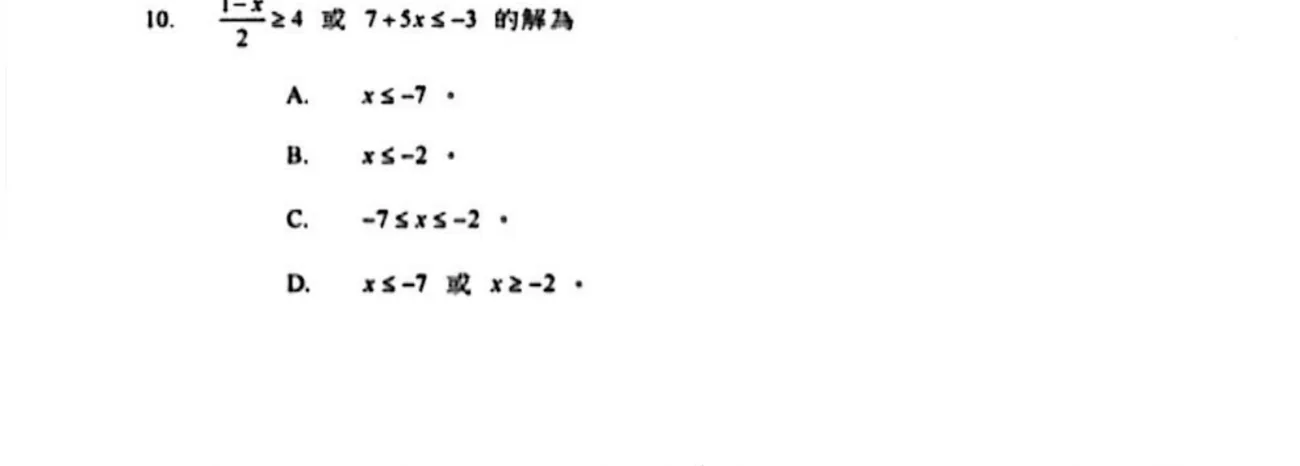 10. (1-x)/2 ≥ 4 或 7+5x ≤ -3 的解為
A. x ≤ -7 。
B. x ≤ -2 。
C. -7 ≤ x ≤ -2 。
D. x ≤ -7 或 x ≥ -2 。